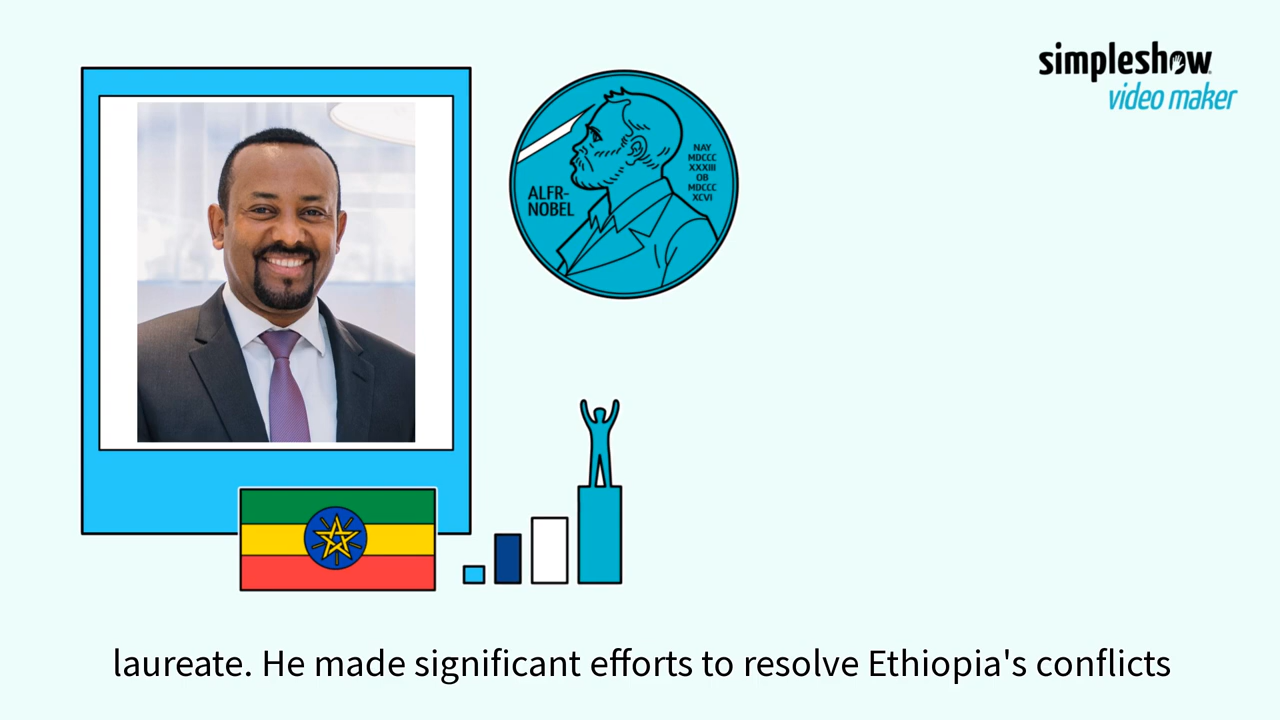 simpleshow
video maker
ALFR-
NOBEL
NAT
MDCCC
XXXIII
OB
MDCCC
XCVI
laureate. He made significant efforts to resolve Ethiopia's conflicts